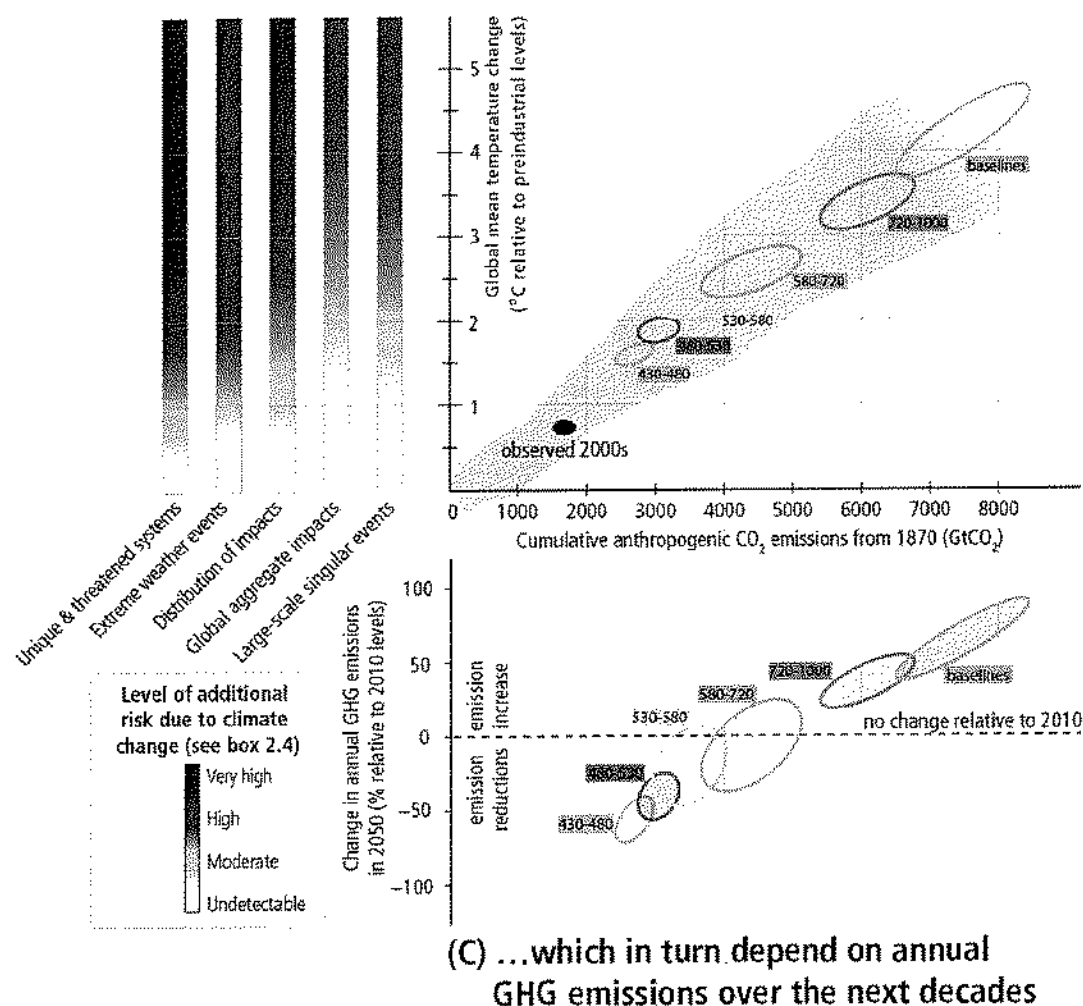 Global mean temperature change
(°C relative to preindustrial levels)
5
4
3
2
1
baselines
720-1000
580-720
530-580
480-530
430-480
observed 2000s
0
1000
2000
3000
4000
5000
6000
7000
8000
Cumulative anthropogenic CO₂ emissions from 1870 (GtCO₂)
Unique & threatened systems
Extreme weather events
Distribution of impacts
Global aggregate impacts
Large-scale singular events
Level of additional
risk due to climate
change (see box 2.4)
Very high
High
Moderate
Undetectable
Change in annual GHG emissions
in 2050 (% relative to 2010 levels)
100
50
0
−50
−100
emission
increase
emission
reductions
baselines
720-1000
580-720
530-580
480-530
430-480
no change relative to 2010
(C) ...which in turn depend on annual
GHG emissions over the next decades